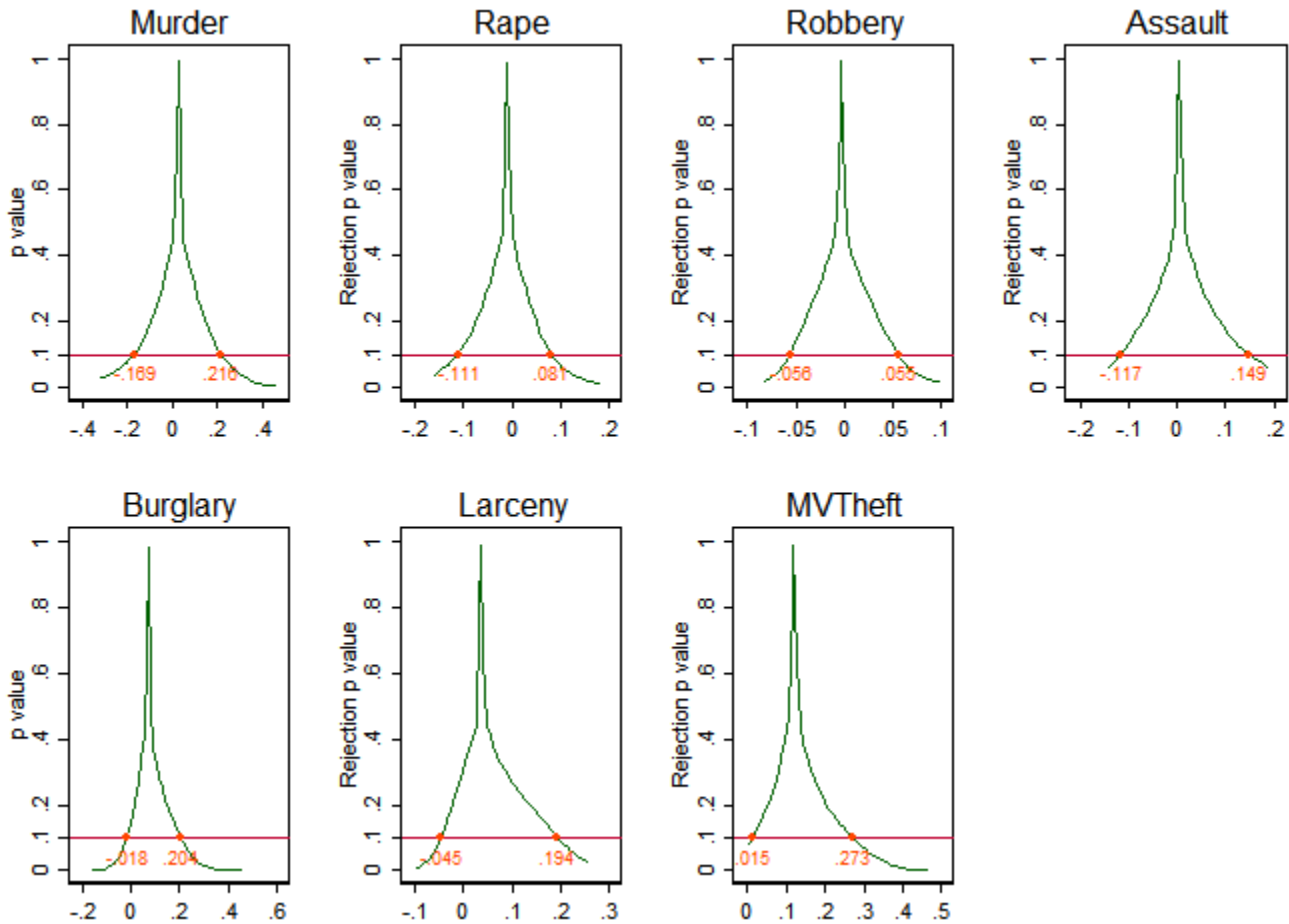 Murder
p value
1
.8
.6
.4
.2
.1
0
-.169 .216
-.4 -.2 0 .2 .4
Rape
Rejection p value
1
.8
.6
.4
.2
.1
0
-.111 .081
-.2 -.1 0 .1 .2
Robbery
Rejection p value
1
.8
.6
.4
.2
.1
0
-.056 .055
-.1 -.05 0 .05 .1
Assault
Rejection p value
1
.8
.6
.4
.2
.1
0
-.117 .149
-.2 -.1 0 .1 .2
Burglary
p value
1
.8
.6
.4
.2
.1
0
-.018 .204
-.2 0 .2 .4 .6
Larceny
Rejection p value
1
.8
.6
.4
.2
.1
0
-.045 .194
-.1 0 .1 .2 .3
MVTheft
Rejection p value
1
.8
.6
.4
.2
.1
0
.015 .273
0 .1 .2 .3 .4 .5